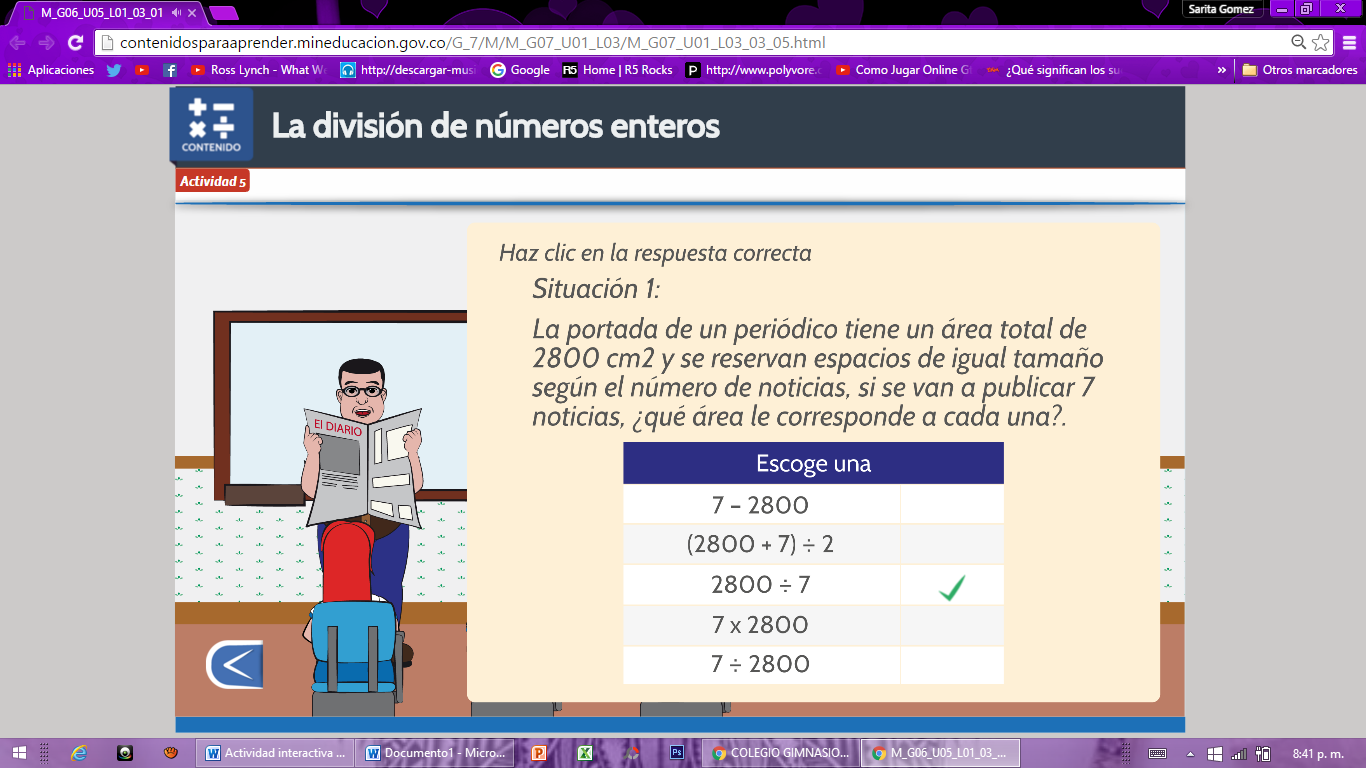 M_G06_U05_L01_03_01
Sarita Gomez
contenidosparaaprender.mineducacion.gov.co/G_7/M/M_G07_U01_L03/M_G07_U01_L03_03_05.html
Aplicaciones
Ross Lynch - What W
http://descargar-mus
Google
R5 Home | R5 Rocks
P http://www.polyvore.c
Como Jugar Online G
¿Qué significan los su
»
Otros marcadores
CONTENIDO
La división de números enteros
Actividad 5
El DIARIO
Haz clic en la respuesta correcta
Situación 1:
La portada de un periódico tiene un área total de
2800 cm2 y se reservan espacios de igual tamaño
según el número de noticias, si se van a publicar 7
noticias, ¿qué área le corresponde a cada una?.
Escoge una
7 – 2800
(2800 + 7) ÷ 2
2800 ÷ 7
7 x 2800
7 ÷ 2800
Actividad interactiva ...
Documento1 - Micro...
COLEGIO GIMNASIO...
M_G06_U05_L01_03_...
8:41 p. m.